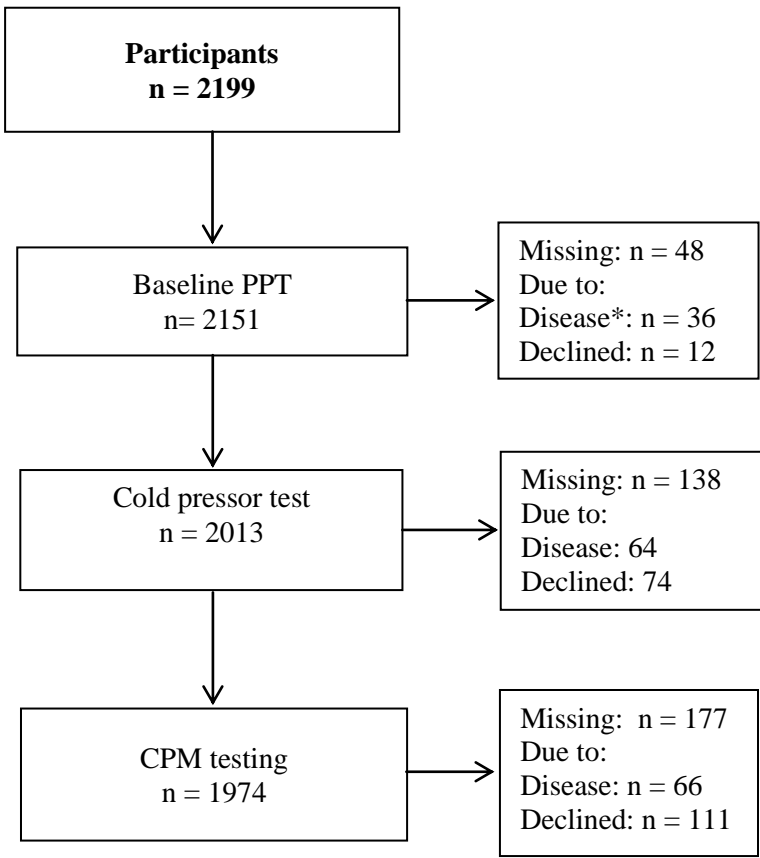 Participants
n = 2199
Baseline PPT
n= 2151
Missing: n = 48
Due to:
Disease*: n = 36
Declined: n = 12
Cold pressor test
n = 2013
Missing: n = 138
Due to:
Disease: 64
Declined: 74
CPM testing
n = 1974
Missing:  n = 177
Due to:
Disease: n = 66
Declined: n = 111